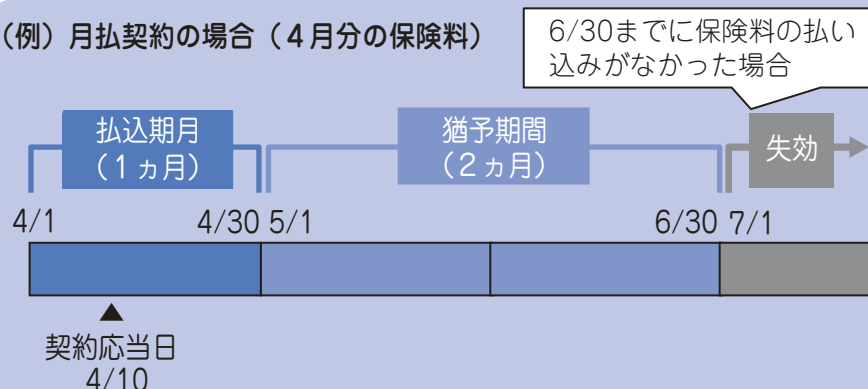 （例）月払契約の場合（４月分の保険料）
6/30までに保険料の払い
込みがなかった場合
払込期月
（１ヵ月）
猶予期間
（２ヵ月）
失効
4/1
4/30
5/1
6/30
7/1
契約応当日
4/10